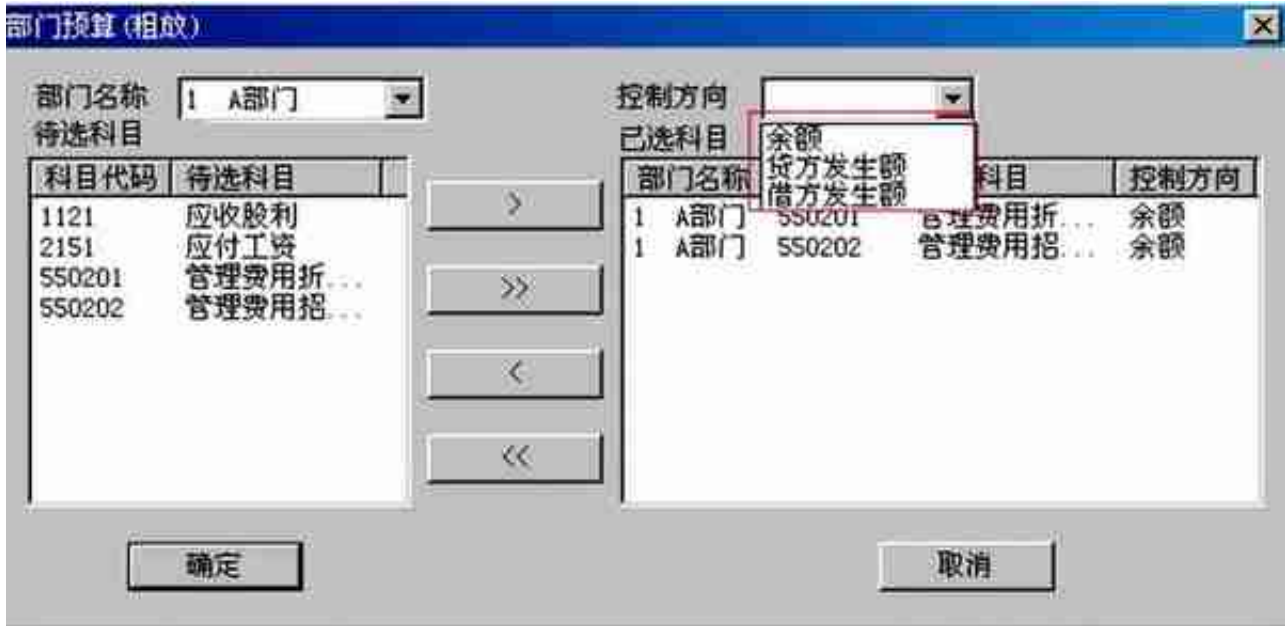 部门预算(粗放)
部门名称 1 A部门
控制方向
待选科目
已选科目
余额
贷方发生额
借方发生额
科目代码 待选科目
1121 应收股利
2151 应付工资
550201 管理费用折...
550202 管理费用招...
>
>>
<
<<
部门名称 科目 控制方向
1 A部门 550201 管理费用折... 余额
1 A部门 550202 管理费用招... 余额
确定
取消